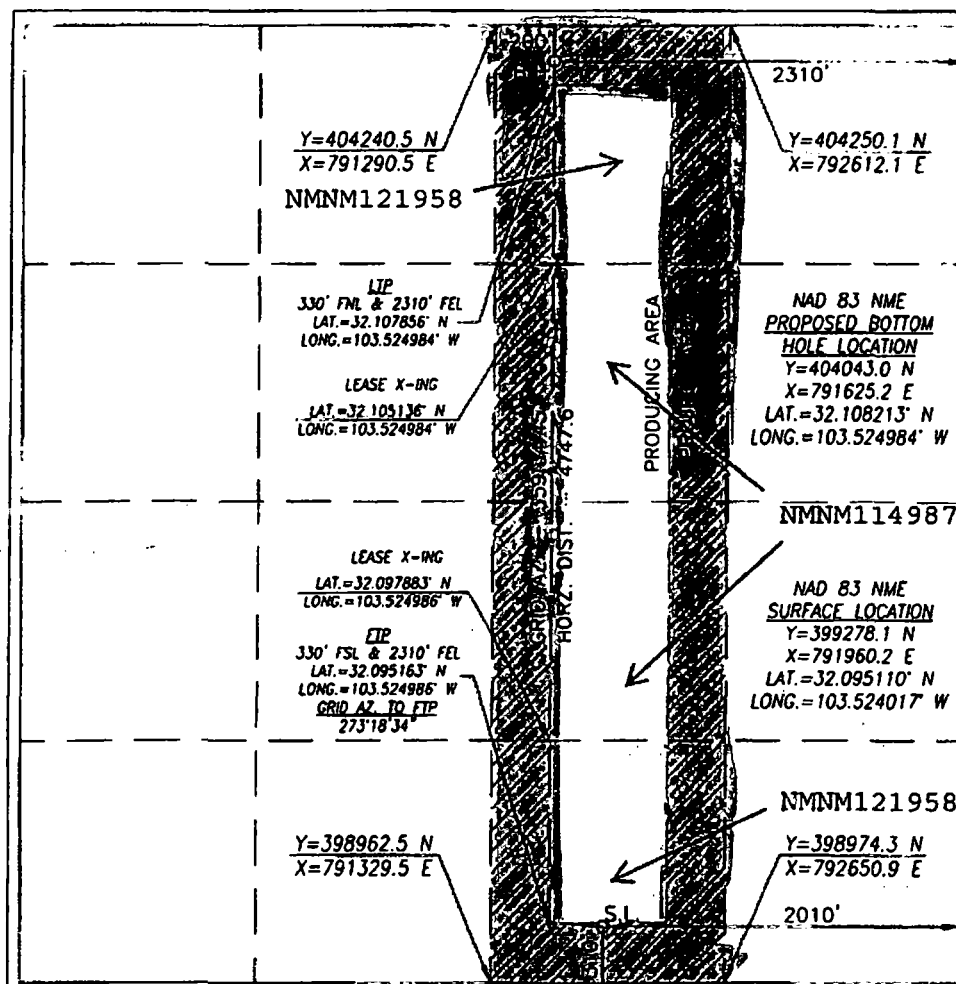 2310'
Y=404240.5 N
X=791290.5 E
Y=404250.1 N
X=792612.1 E
NMNM121958
LTP
330' FNL & 2310' FEL
LAT.=32.107856° N
LONG.=103.524984° W
LEASE X-ING
LAT.=32.105136° N
LONG.=103.524984° W
PRODUCING AREA
NAD 83 NME
PROPOSED BOTTOM
HOLE LOCATION
Y=404043.0 N
X=791625.2 E
LAT.=32.108213° N
LONG.=103.524984° W
HORZ. DIST.
4747.6
NMNM114987
LEASE X-ING
LAT.=32.097883° N
LONG.=103.524986° W
FTP
330' FSL & 2310' FEL
LAT.=32.095163° N
LONG.=103.524986° W
GRID AZ. TO FTP
273°18'34"
NAD 83 NME
SURFACE LOCATION
Y=399278.1 N
X=791960.2 E
LAT.=32.095110° N
LONG.=103.524017° W
NMNM121958
Y=398962.5 N
X=791329.5 E
Y=398974.3 N
X=792650.9 E
S.L.
2010'